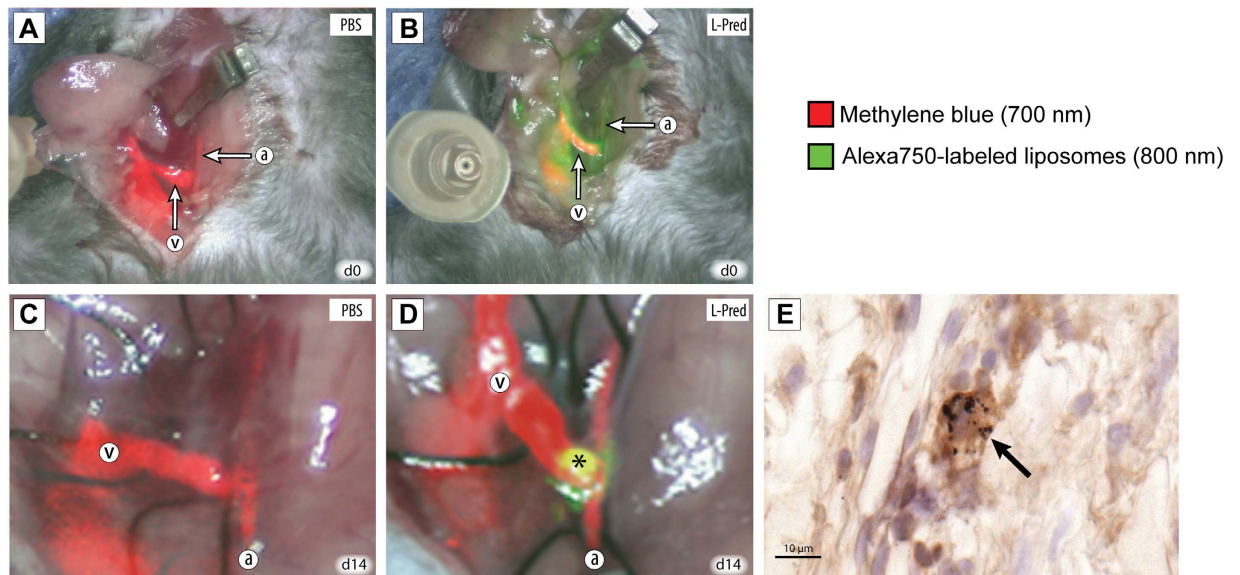 A
PBS
a
v
d0
B
L-Pred
a
v
d0
Methylene blue (700 nm)
Alexa750-labeled liposomes (800 nm)
C
PBS
v
a
d14
D
L-Pred
v
*
a
d14
E
10 µm